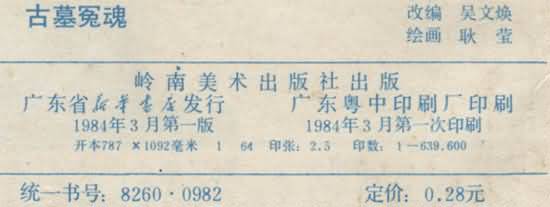 古墓冤魂
改编 吴文焕
绘画 耿莹
岭南美术出版社出版
广东省新华书店发行 广东粤中印刷厂印刷
1984年3月第一版 1984年3月第一次印刷
开本787×1092毫米 1 64 印张：2.5 印数：1—639.600
统一书号：8260·0982 定价：0.28元